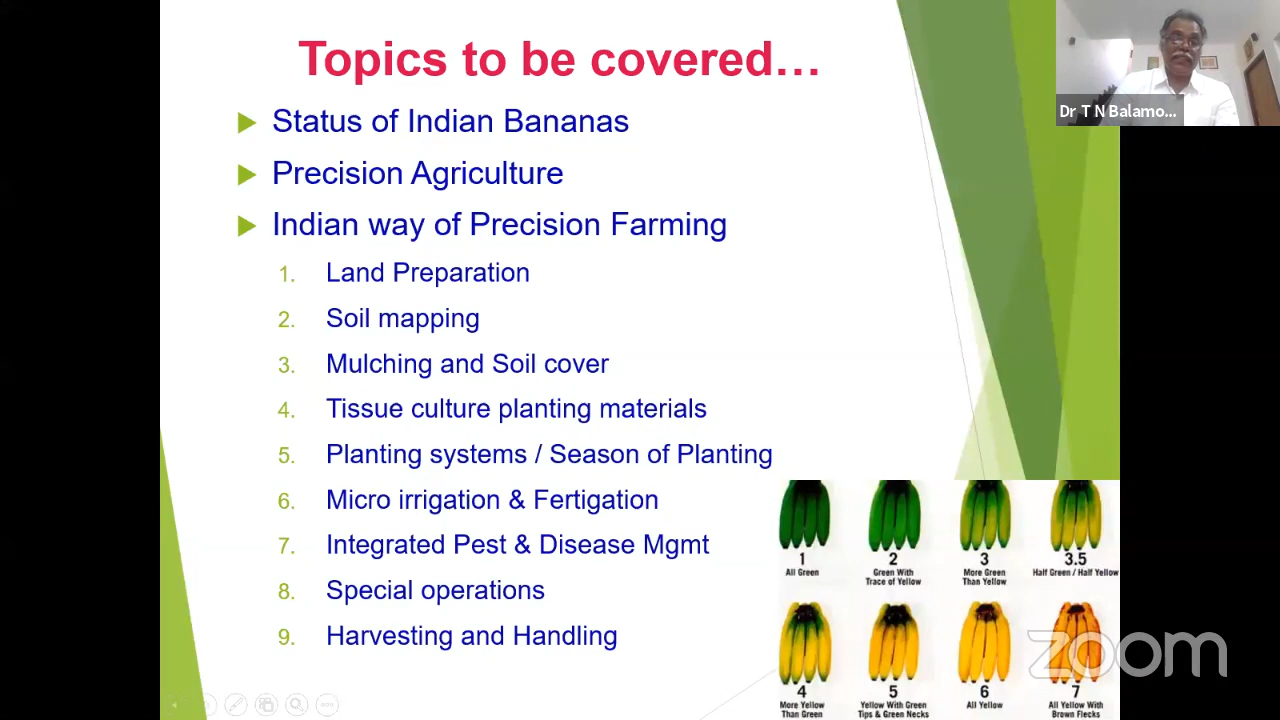 Topics to be covered…
Dr T N Balamo...
Status of Indian Bananas
Precision Agriculture
Indian way of Precision Farming
1. Land Preparation
2. Soil mapping
3. Mulching and Soil cover
4. Tissue culture planting materials
5. Planting systems / Season of Planting
6. Micro irrigation & Fertigation
7. Integrated Pest & Disease Mgmt
8. Special operations
9. Harvesting and Handling
1
All Green
2
Green With
Trace of Yellow
3
More Green
Than Yellow
3.5
Half Green / Half Yellow
4
More Yellow
Than Green
5
Yellow With Green
Tips & Green Necks
6
All Yellow
7
All Yellow With
Brown Flecks
zoom